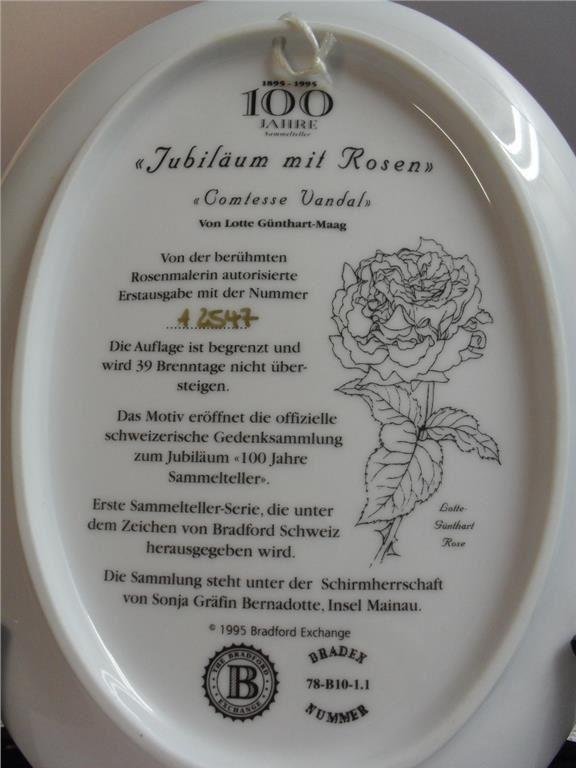 1895 - 1995
100
JAHRE
Sammelteller
«Jubiläum mit Rosen»
«Comtesse Vandal»
Von Lotte Günthart-Maag
Von der berühmten
Rosenmalerin autorisierte
Erstausgabe mit der Nummer
A 2547
Die Auflage ist begrenzt und
wird 39 Brenntage nicht über-
steigen.
Das Motiv eröffnet die offizielle
schweizerische Gedenksammlung
zum Jubiläum «100 Jahre
Sammelteller».
Erste Sammelteller-Serie, die unter
dem Zeichen von Bradford Schweiz
herausgegeben wird.
Lotte-
Günthart
Rose
Die Sammlung steht unter der Schirmherrschaft
von Sonja Gräfin Bernadotte, Insel Mainau.
© 1995 Bradford Exchange
THE BRADFORD
B
EXCHANGE
BRADEX
78-B10-1.1
NUMMER